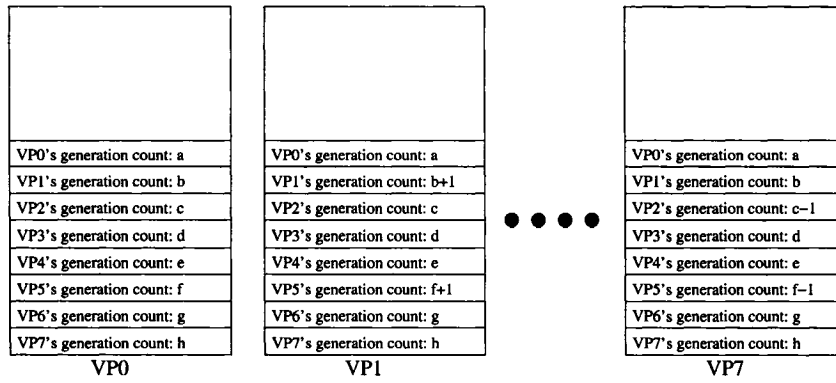 VP0's generation count: a
VP1's generation count: b
VP2's generation count: c
VP3's generation count: d
VP4's generation count: e
VP5's generation count: f
VP6's generation count: g
VP7's generation count: h
VP0
VP0's generation count: a
VP1's generation count: b+1
VP2's generation count: c
VP3's generation count: d
VP4's generation count: e
VP5's generation count: f+1
VP6's generation count: g
VP7's generation count: h
VP1
VP0's generation count: a
VP1's generation count: b
VP2's generation count: c−1
VP3's generation count: d
VP4's generation count: e
VP5's generation count: f−1
VP6's generation count: g
VP7's generation count: h
VP7